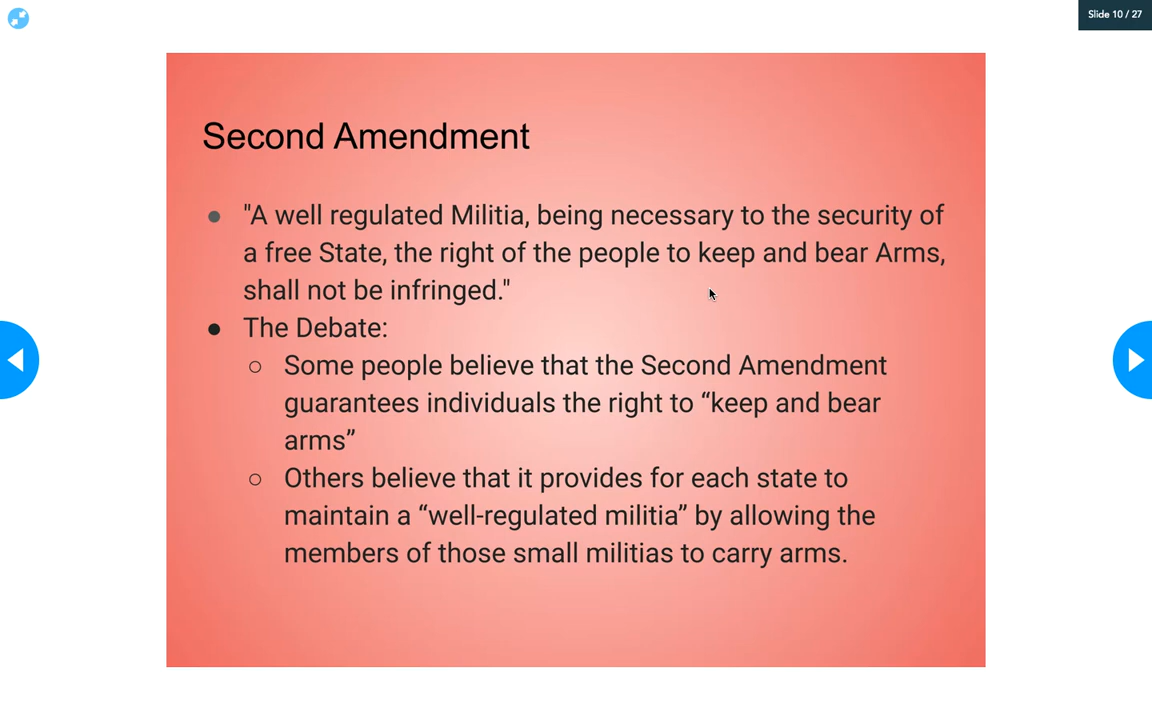 Slide 10 / 27
Second Amendment
● "A well regulated Militia, being necessary to the security of
a free State, the right of the people to keep and bear Arms,
shall not be infringed."
● The Debate:
○ Some people believe that the Second Amendment
guarantees individuals the right to “keep and bear
arms”
○ Others believe that it provides for each state to
maintain a “well-regulated militia” by allowing the
members of those small militias to carry arms.